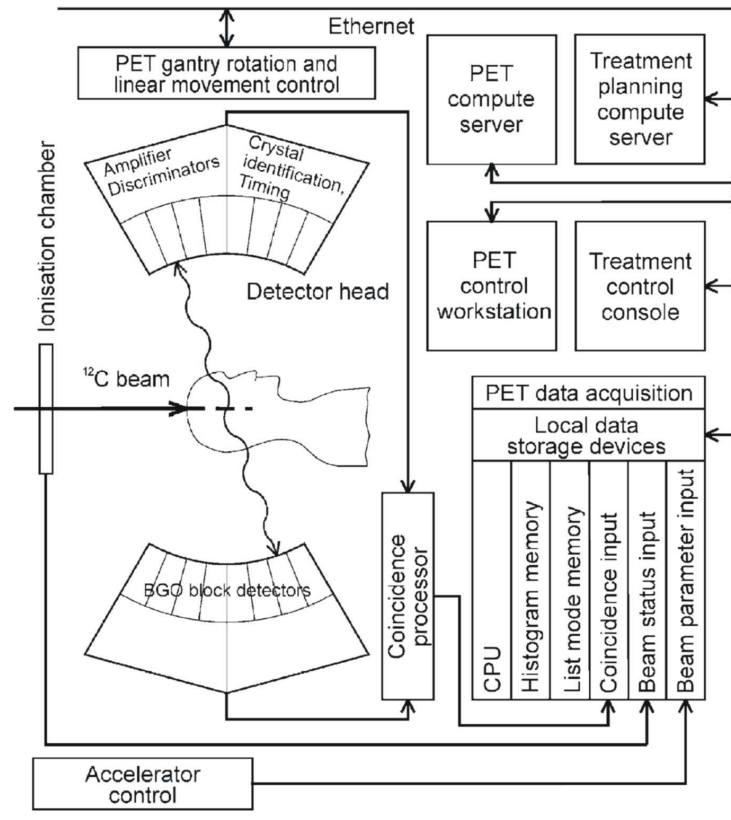 Ethernet
PET gantry rotation and
linear movement control
PET
compute
server
Treatment
planning
compute
server
Amplifier
Discriminators
Crystal
identification,
Timing
Ionisation chamber
Detector head
PET
control
workstation
Treatment
control
console
12C beam
PET data acquisition
Local data
storage devices
CPU
Histogram memory
List mode memory
Coincidence input
Beam status input
Beam parameter input
BGO block detectors
Coincidence
processor
Accelerator
control